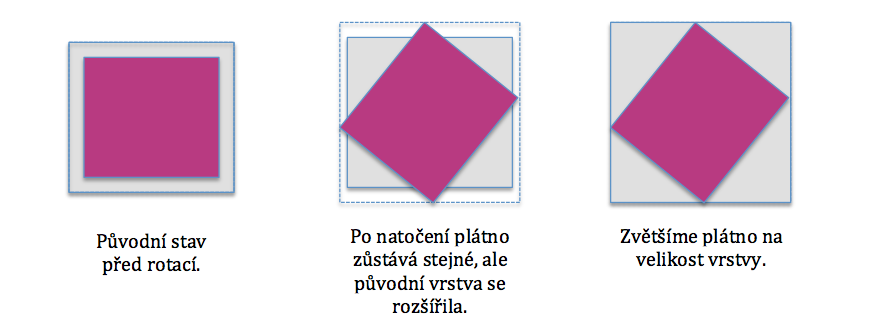 Původní stav
před rotací.
Po natočení plátno
zůstává stejné, ale
původní vrstva se
rozšířila.
Zvětšíme plátno na
velikost vrstvy.